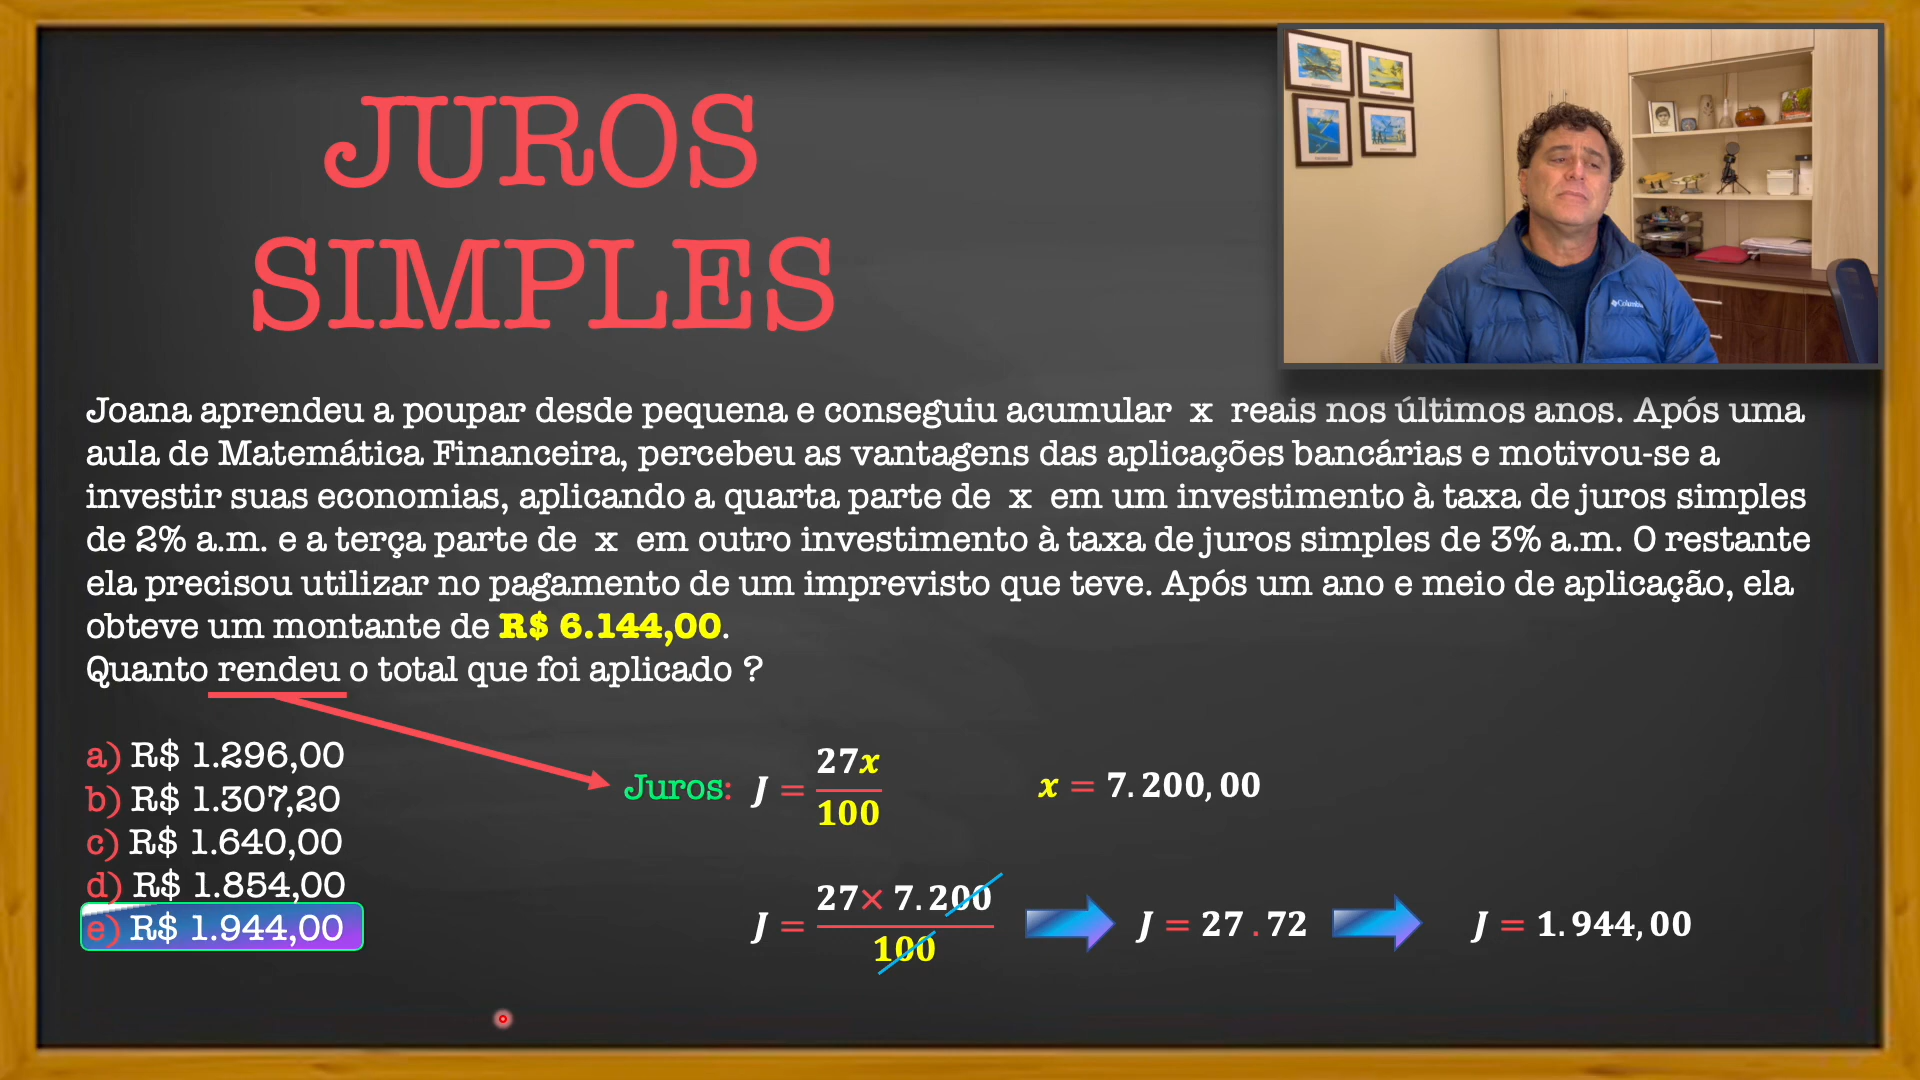 JUROS
SIMPLES
Columbia
Joana aprendeu a poupar desde pequena e conseguiu acumular x reais nos últimos anos. Após uma
aula de Matemática Financeira, percebeu as vantagens das aplicações bancárias e motivou-se a
investir suas economias, aplicando a quarta parte de x em um investimento à taxa de juros simples
de 2% a.m. e a terça parte de x em outro investimento à taxa de juros simples de 3% a.m. O restante
ela precisou utilizar no pagamento de um imprevisto que teve. Após um ano e meio de aplicação, ela
obteve um montante de R$ 6.144,00.
Quanto rendeu o total que foi aplicado ?
a) R$ 1.296,00
b) R$ 1.307,20
c) R$ 1.640,00
d) R$ 1.854,00
e) R$ 1.944,00
Juros: J = 27x / 100
x = 7.200,00
J = 27 × 7.200 / 100
J = 27 . 72
J = 1.944,00